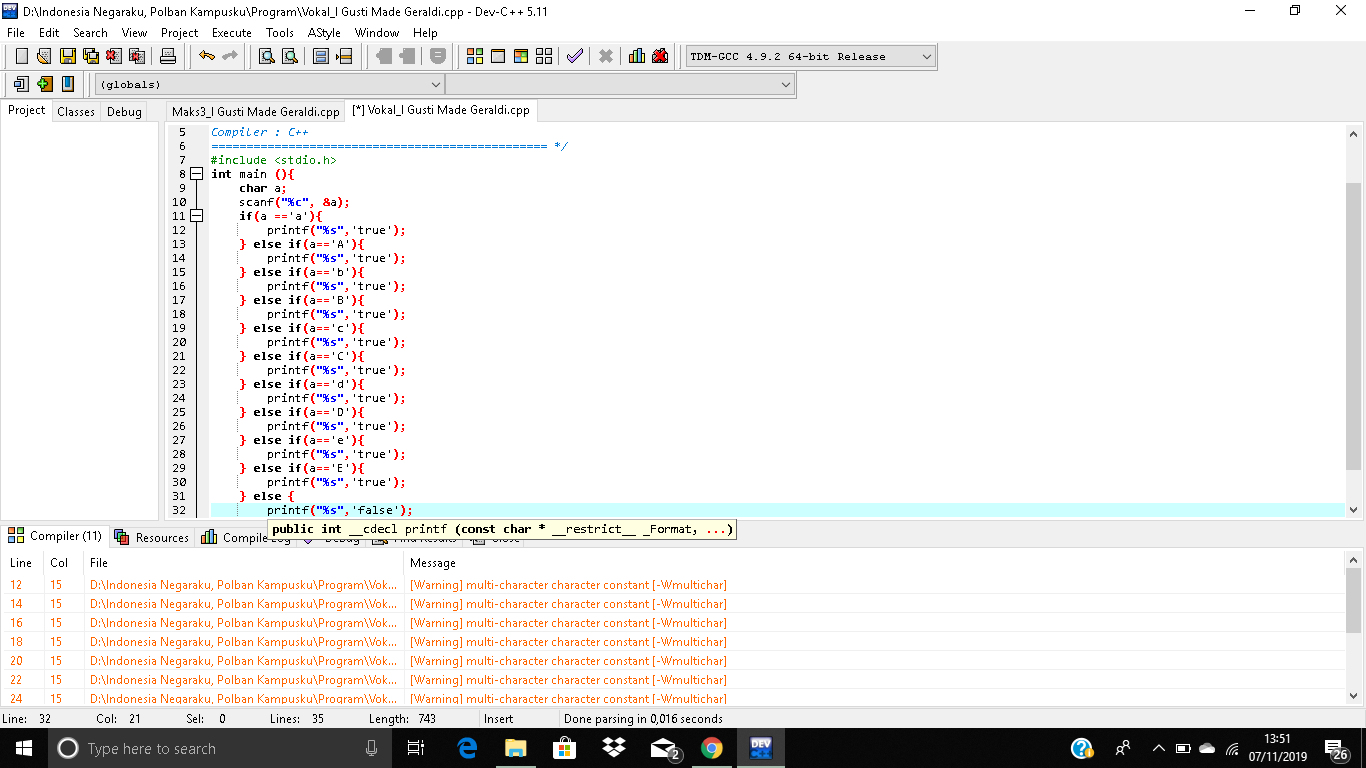 D:\Indonesia Negaraku, Polban Kampusku\Program\Vokal_I Gusti Made Geraldi.cpp - Dev-C++ 5.11
File Edit Search View Project Execute Tools AStyle Window Help
TDM-GCC 4.9.2 64-bit Release
(globals)
Project Classes Debug
Maks3_I Gusti Made Geraldi.cpp [*] Vokal_I Gusti Made Geraldi.cpp
5 Compiler : C++
6 ================================================ */
7 #include <stdio.h>
8 int main (){
9 char a;
10 scanf("%c", &a);
11 if(a =='a'){
12 printf("%s",'true');
13 } else if(a=='A'){
14 printf("%s",'true');
15 } else if(a=='b'){
16 printf("%s",'true');
17 } else if(a=='B'){
18 printf("%s",'true');
19 } else if(a=='c'){
20 printf("%s",'true');
21 } else if(a=='C'){
22 printf("%s",'true');
23 } else if(a=='d'){
24 printf("%s",'true');
25 } else if(a=='D'){
26 printf("%s",'true');
27 } else if(a=='e'){
28 printf("%s",'true');
29 } else if(a=='E'){
30 printf("%s",'true');
31 } else {
32 printf("%s",'false');
public int __cdecl printf (const char * __restrict__ _Format, ...)
Compiler (11) Resources Compile Log Debug Find Results Close
Line Col File Message
12 15 D:\Indonesia Negaraku, Polban Kampusku\Program\Vok... [Warning] multi-character character constant [-Wmultichar]
14 15 D:\Indonesia Negaraku, Polban Kampusku\Program\Vok... [Warning] multi-character character constant [-Wmultichar]
16 15 D:\Indonesia Negaraku, Polban Kampusku\Program\Vok... [Warning] multi-character character constant [-Wmultichar]
18 15 D:\Indonesia Negaraku, Polban Kampusku\Program\Vok... [Warning] multi-character character constant [-Wmultichar]
20 15 D:\Indonesia Negaraku, Polban Kampusku\Program\Vok... [Warning] multi-character character constant [-Wmultichar]
22 15 D:\Indonesia Negaraku, Polban Kampusku\Program\Vok... [Warning] multi-character character constant [-Wmultichar]
24 15 D:\Indonesia Negaraku, Polban Kampusku\Program\Vok... [Warning] multi-character character constant [-Wmultichar]
Line: 32 Col: 21 Sel: 0 Lines: 35 Length: 743 Insert Done parsing in 0,016 seconds
Type here to search
2
DEV
13:51
07/11/2019
26